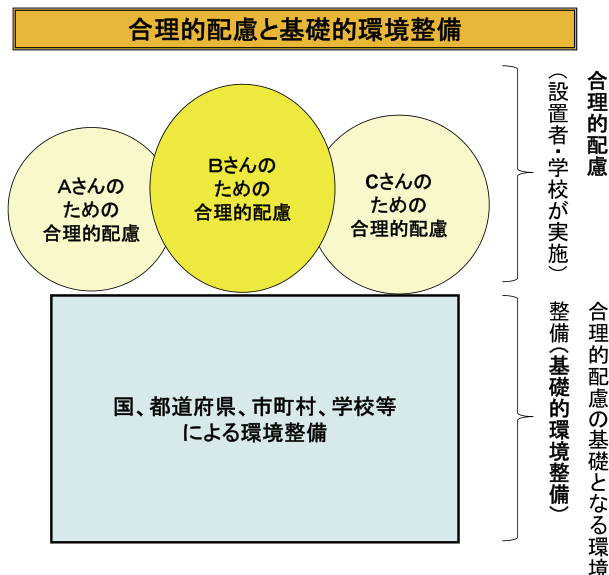 合理的配慮と基礎的環境整備
Aさんの
ための
合理的配慮
Bさんの
ための
合理的配慮
Cさんの
ための
合理的配慮
合理的配慮
（設置者・学校が実施）
国、都道府県、市町村、学校等
による環境整備
合理的配慮の基礎となる環境
整備（基礎的環境整備）